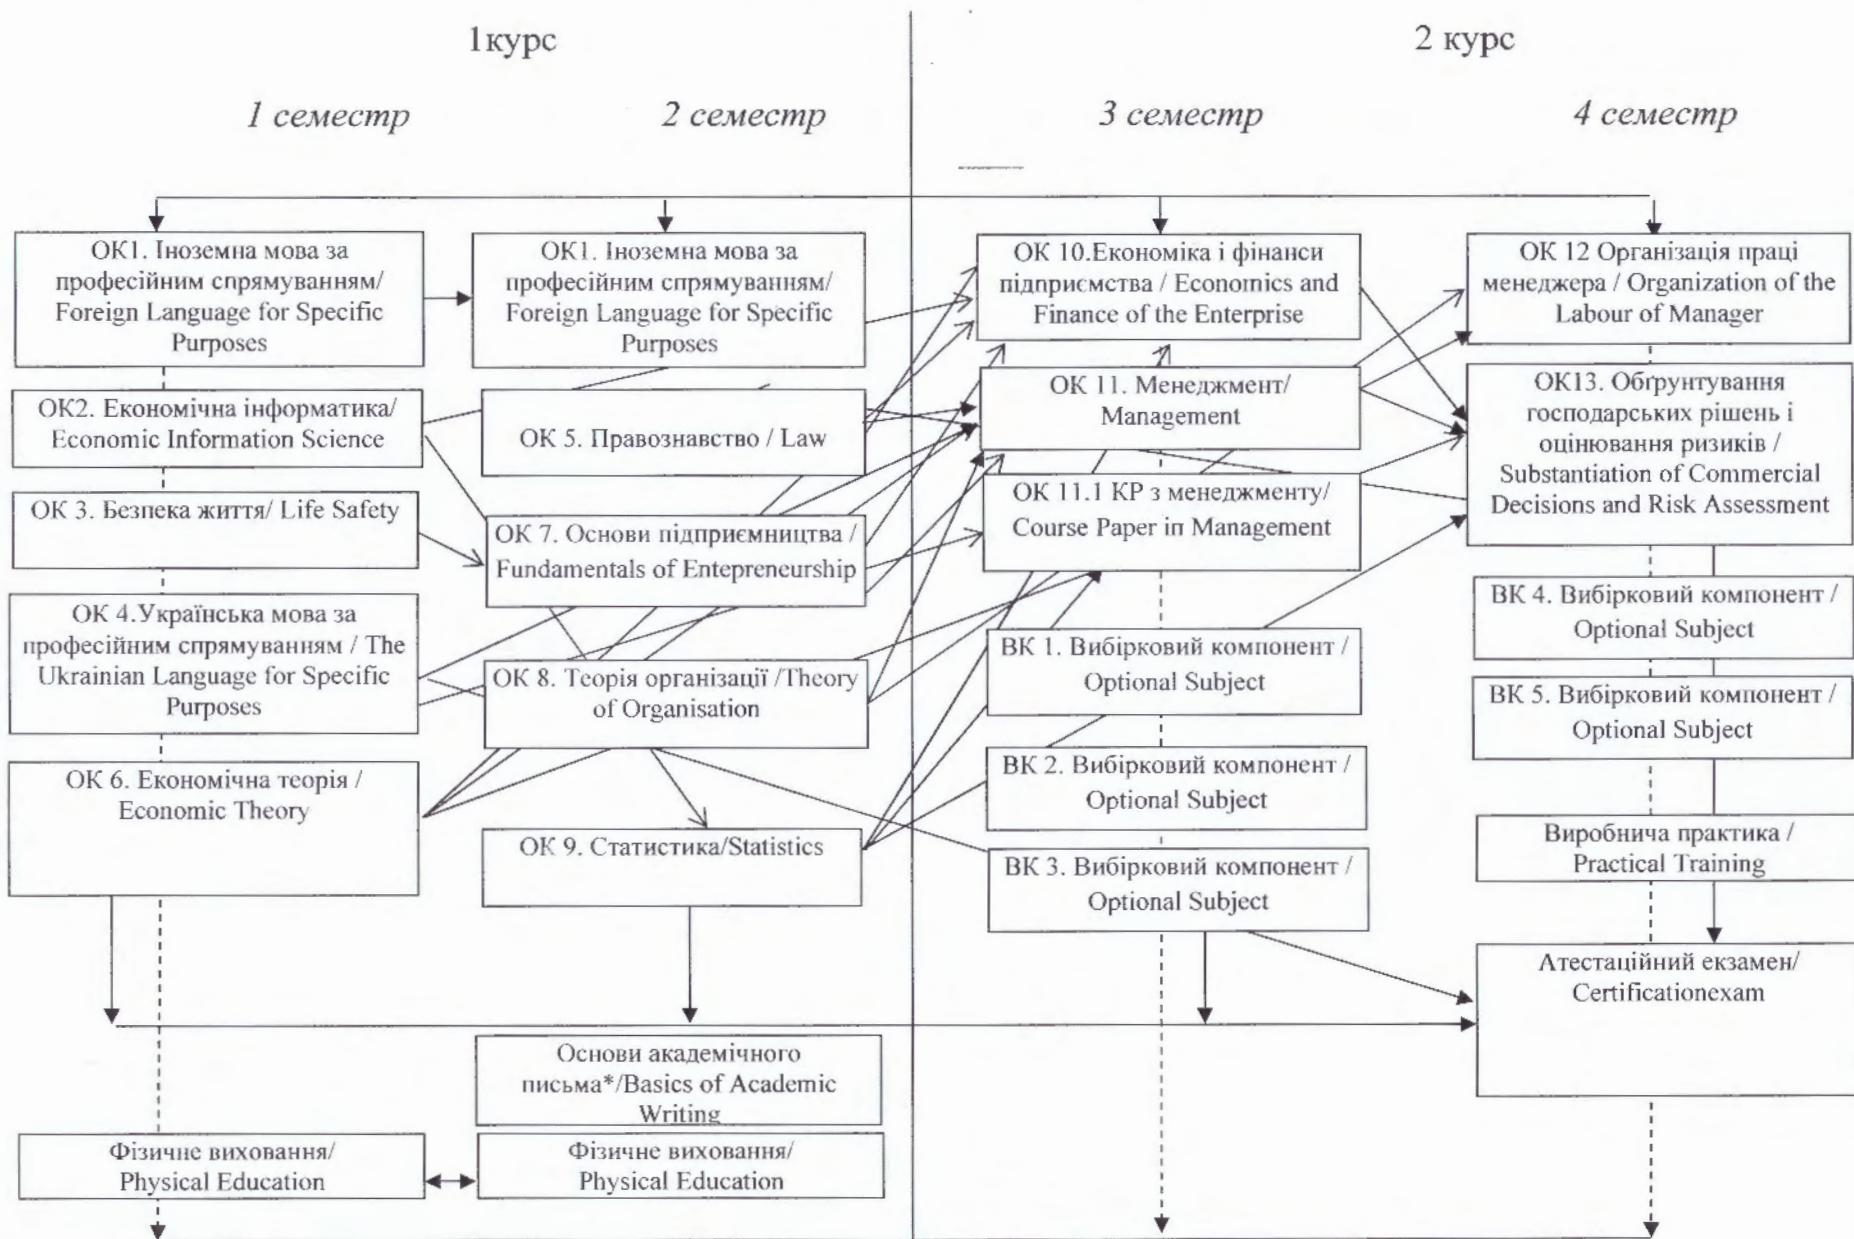 1курс
2 курс
1 семестр
2 семестр
3 семестр
4 семестр
ОК1. Іноземна мова за
професійним спрямуванням/
Foreign Language for Specific
Purposes
ОК2. Економічна інформатика/
Economic Information Science
ОК 3. Безпека життя/ Life Safety
ОК 4.Українська мова за
професійним спрямуванням / The
Ukrainian Language for Specific
Purposes
ОК 6. Економічна теорія /
Economic Theory
Фізичне виховання/
Physical Education
ОК1. Іноземна мова за
професійним спрямуванням/
Foreign Language for Specific
Purposes
ОК 5. Правознавство / Law
ОК 7. Основи підприємництва /
Fundamentals of Entepreneurship
ОК 8. Теорія організації /Theory
of Organisation
ОК 9. Статистика/Statistics
Основи академічного
письма*/Basics of Academic
Writing
Фізичне виховання/
Physical Education
ОК 10.Економіка і фінанси
підприємства / Economics and
Finance of the Enterprise
ОК 11. Менеджмент/
Management
ОК 11.1 КР з менеджменту/
Course Paper in Management
ВК 1. Вибірковий компонент /
Optional Subject
ВК 2. Вибірковий компонент /
Optional Subject
ВК 3. Вибірковий компонент /
Optional Subject
ОК 12 Організація праці
менеджера / Organization of the
Labour of Manager
ОК13. Обґрунтування
господарських рішень і
оцінювання ризиків /
Substantiation of Commercial
Decisions and Risk Assessment
ВК 4. Вибірковий компонент /
Optional Subject
ВК 5. Вибірковий компонент /
Optional Subject
Виробнича практика /
Practical Training
Атестаційний екзамен/
Certificationexam